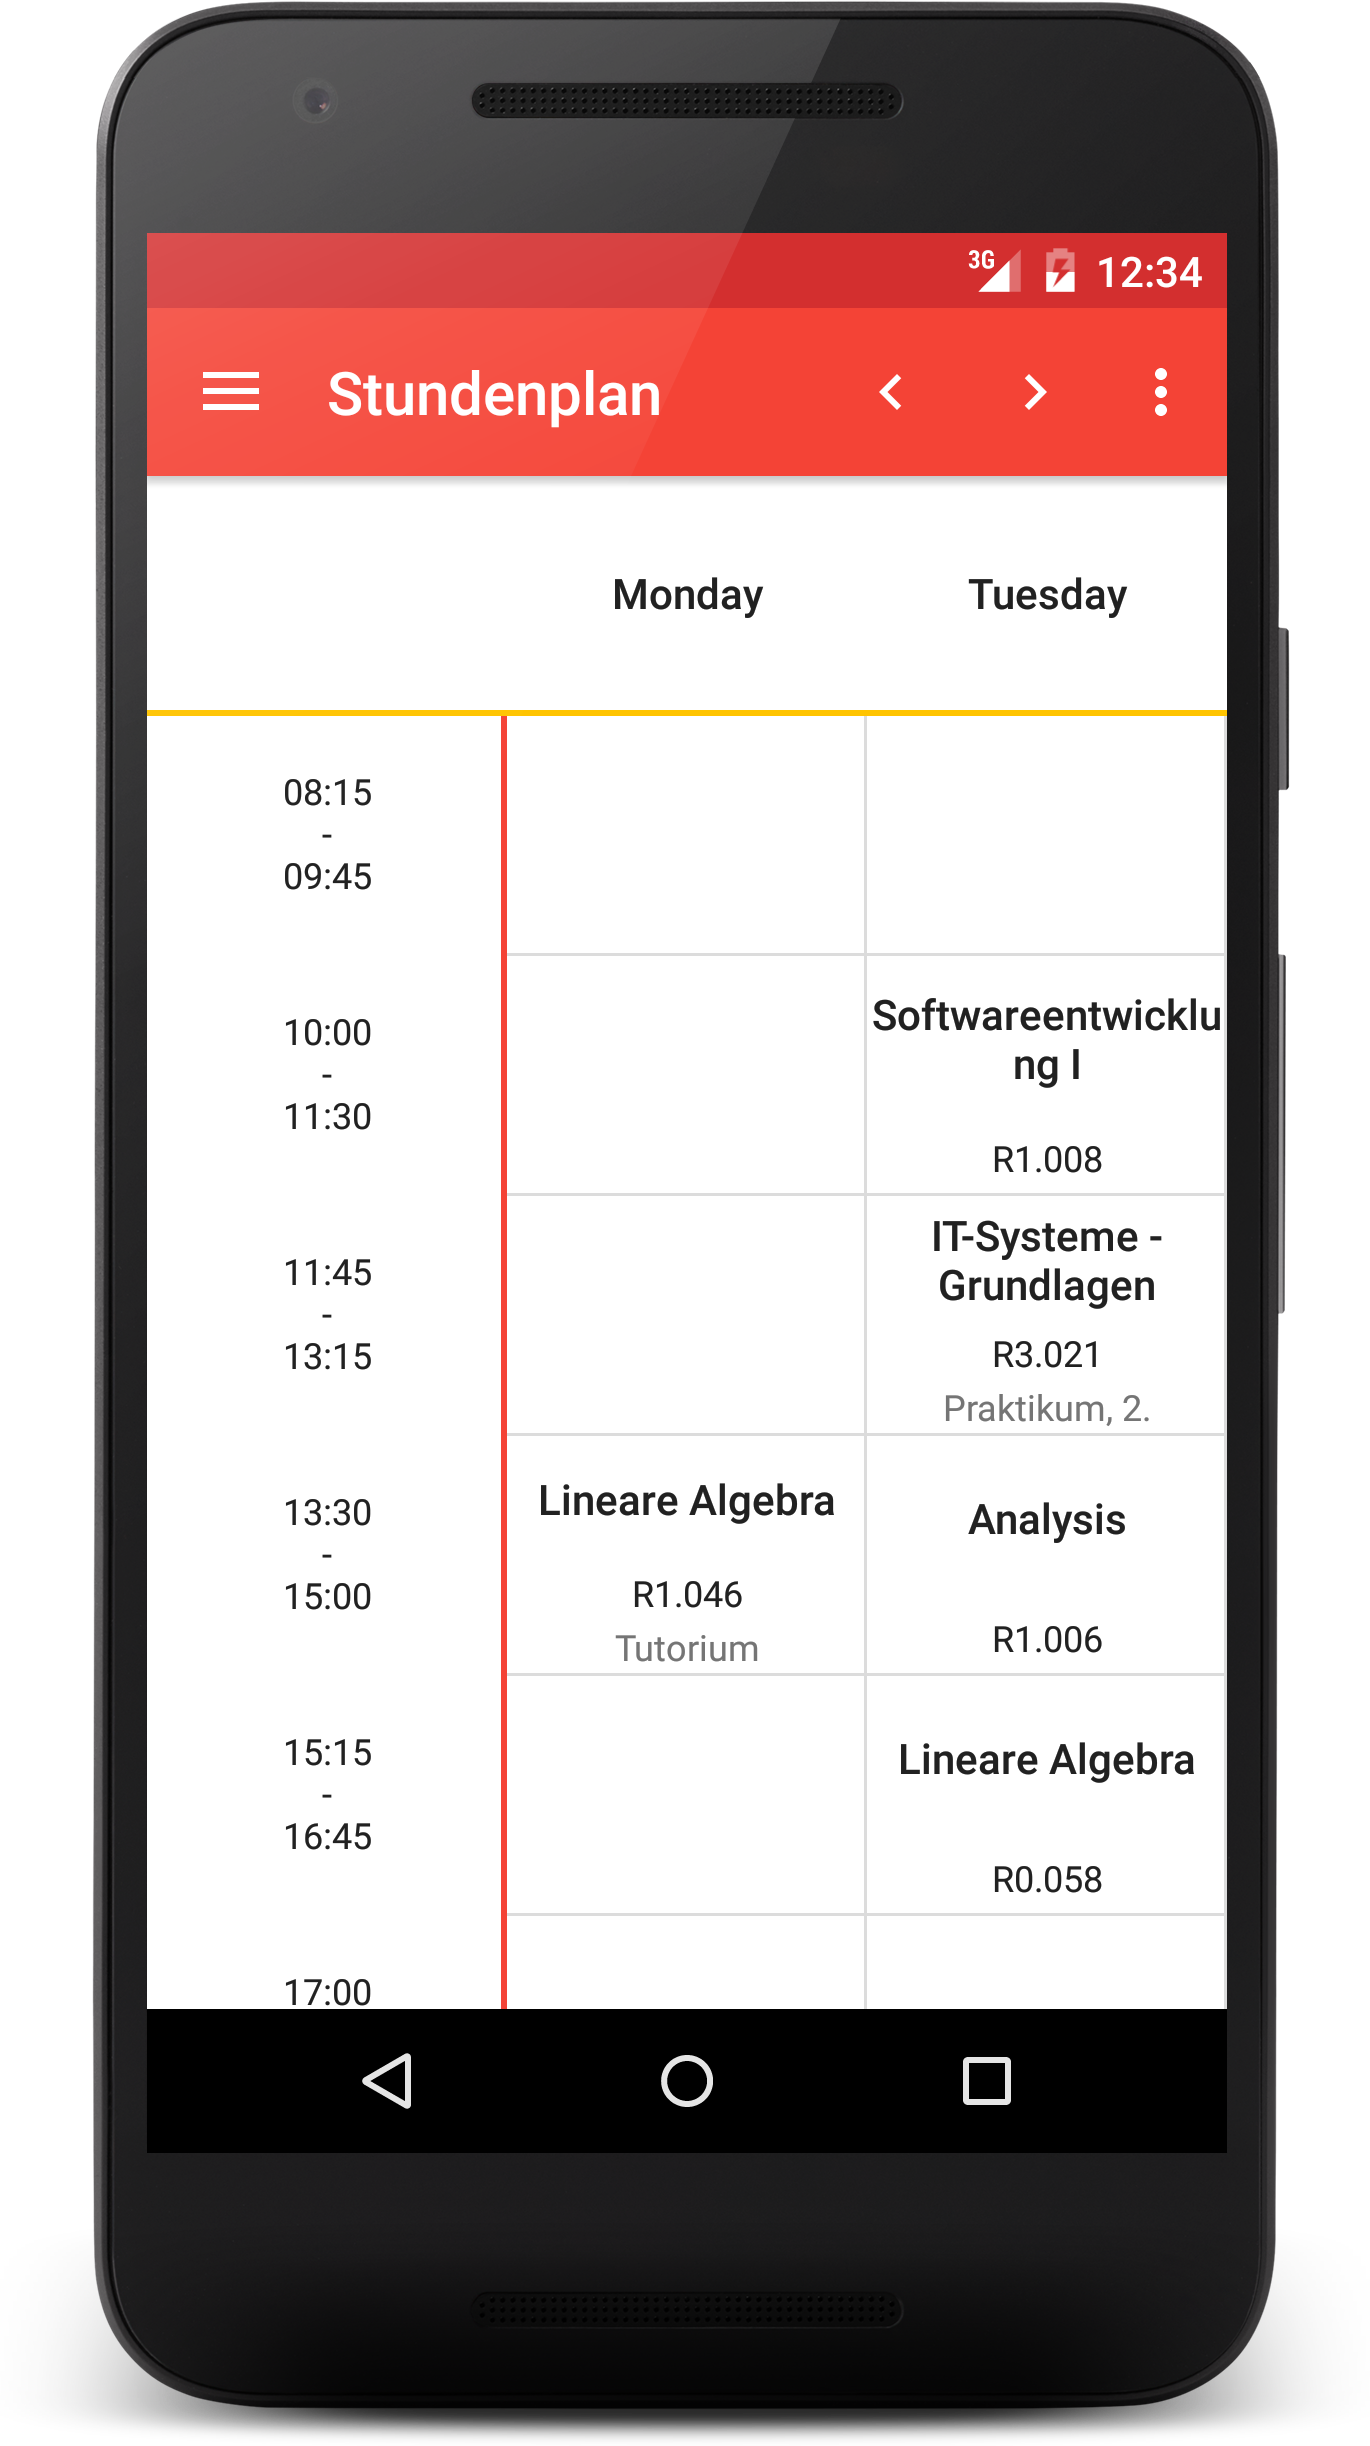 3G 12:34
Stundenplan
Monday Tuesday
08:15
-
09:45
10:00
-
11:30
Softwareentwicklu
ng I
R1.008
11:45
-
13:15
IT-Systeme -
Grundlagen
R3.021
Praktikum, 2.
13:30
-
15:00
Lineare Algebra
R1.046
Tutorium
Analysis
R1.006
15:15
-
16:45
Lineare Algebra
R0.058
17:00